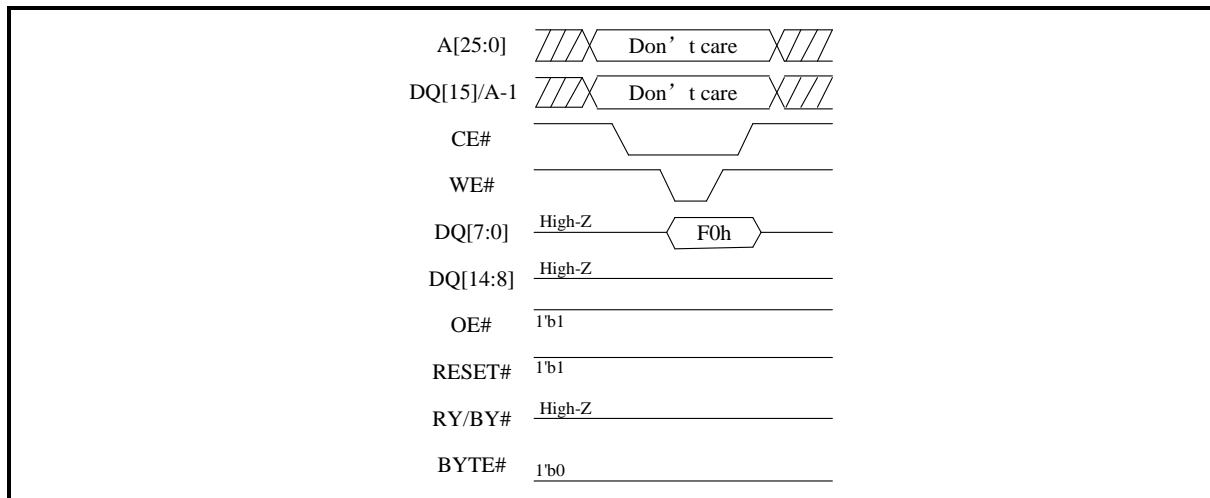 A[25:0] Don’t care
DQ[15]/A-1 Don’t care
CE#
WE#
DQ[7:0] High-Z F0h
DQ[14:8] High-Z
OE# 1'b1
RESET# 1'b1
RY/BY# High-Z
BYTE# 1'b0